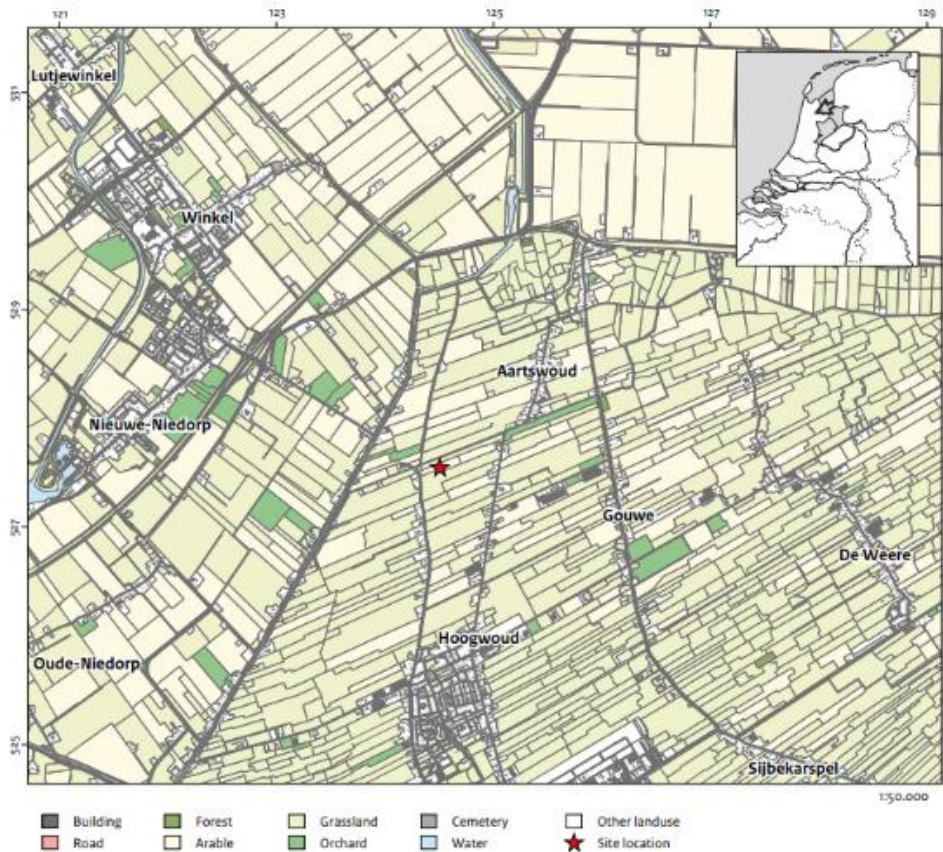 121 123 125 127 129
531
Lutjewinkel
Winkel
529
Aartswoud
Nieuwe-Niedorp
527
Gouwe
De Weere
Hoogwoud
Oude-Niedorp
525
Sijbekarspel
1:50.000
Building Forest Grassland Cemetery Other landuse
Road Arable Orchard Water Site location